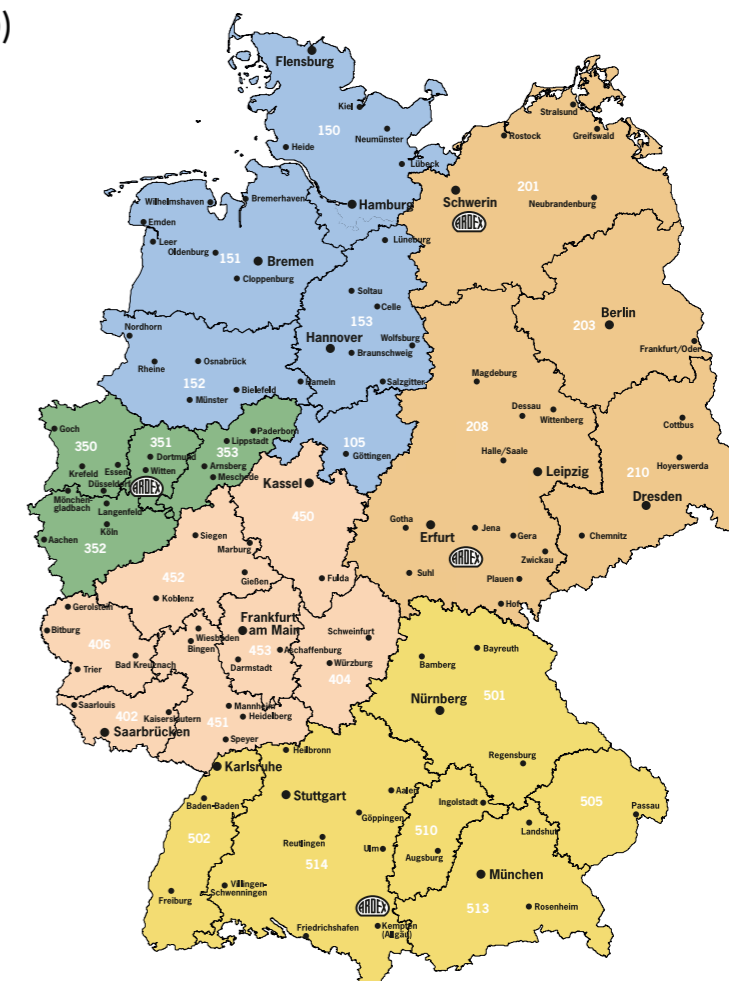 )
Flensburg
Kiel
150
Neumünster
Heide
Lübeck
Hamburg
Stralsund
Rostock
Greifswald
201
Schwerin
Neubrandenburg
ARDEX
Wilhelmshaven
Bremerhaven
Emden
Leer
Oldenburg
151
Bremen
Cloppenburg
Lüneburg
Soltau
Celle
153
Hannover
Wolfsburg
Braunschweig
Hameln
Salzgitter
Nordhorn
Rheine
Osnabrück
152
Bielefeld
Münster
Berlin
203
Frankfurt/Oder
Magdeburg
Dessau
Wittenberg
208
Halle/Saale
Leipzig
Cottbus
Hoyerswerda
210
Dresden
Chemnitz
Gotha
Erfurt
Jena
Gera
Zwickau
ARDEX
Suhl
Plauen
Hof
Goch
350
351
353
Paderborn
Lippstadt
Dortmund
Krefeld
Essen
Witten
Arnsberg
Meschede
Düsseldorf
ARDEX
Mönchen-
gladbach
Langenfeld
Köln
Aachen
352
105
Göttingen
Kassel
450
Siegen
Marburg
452
Gießen
Fulda
Koblenz
Gerolstein
Bitburg
406
Trier
Bad Kreuznach
Wiesbaden
Bingen
Frankfurt
am Main
453
Aschaffenburg
Darmstadt
Schweinfurt
Würzburg
404
Saarlouis
402
Kaiserslautern
Saarbrücken
451
Mannheim
Heidelberg
Speyer
Bayreuth
Bamberg
501
Nürnberg
Regensburg
Heilbronn
Karlsruhe
Baden-Baden
Stuttgart
Aalen
Göppingen
Ingolstadt
505
Passau
Landshut
502
Reutlingen
514
Ulm
510
Augsburg
Villingen-
Schwenningen
Freiburg
ARDEX
München
513
Rosenheim
Friedrichshafen
Kempten
(Allgäu)